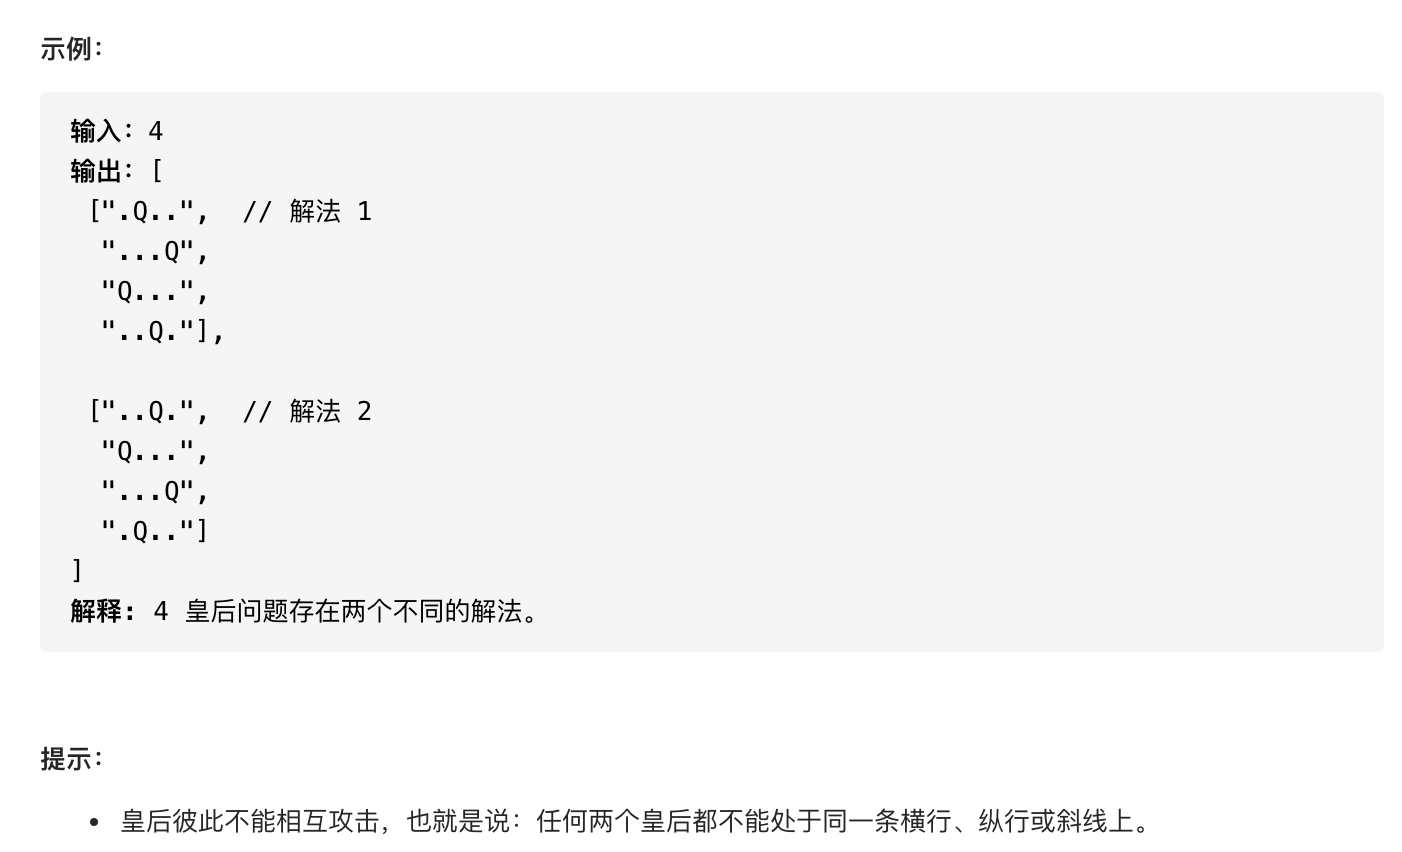 示例：
输入：4
输出：[
 [".Q..",  // 解法 1
  "...Q",
  "Q...",
  "..Q."],
 ["..Q.",  // 解法 2
  "Q...",
  "...Q",
  ".Q.."]
]
解释: 4 皇后问题存在两个不同的解法。
提示：
• 皇后彼此不能相互攻击，也就是说：任何两个皇后都不能处于同一条横行、纵行或斜线上。